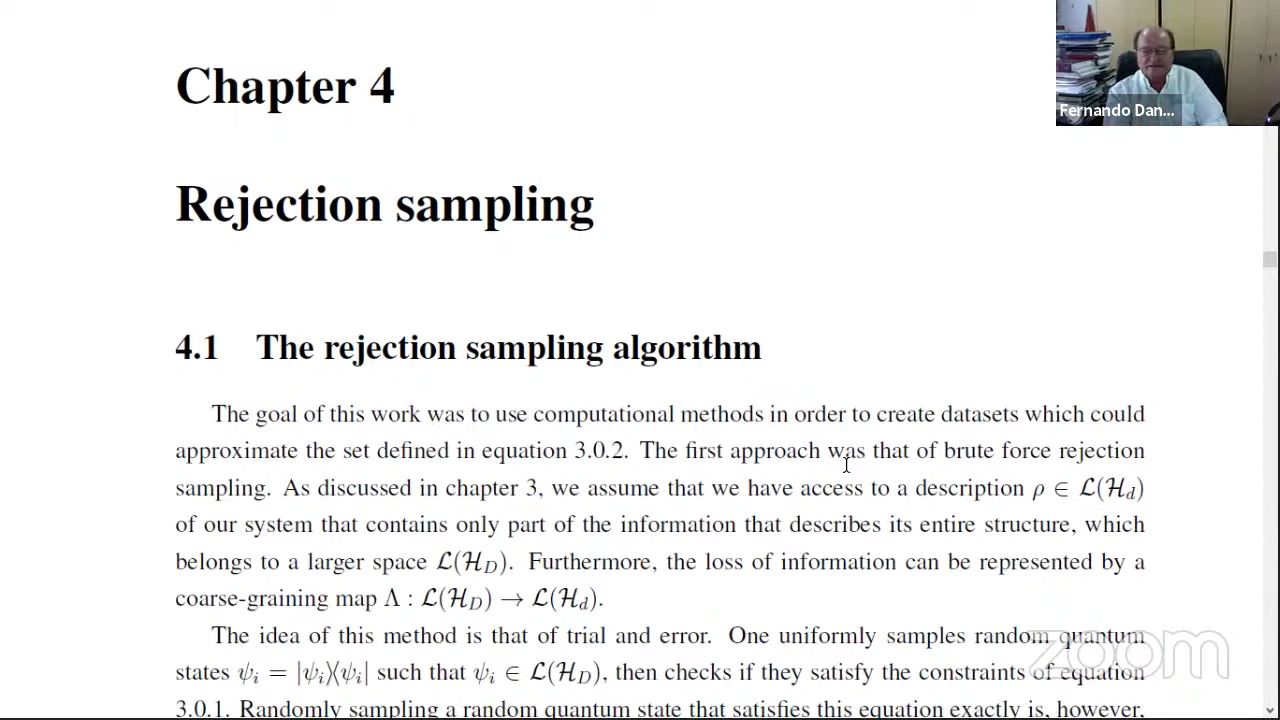 Chapter 4
Fernando Dan...
Rejection sampling
4.1 The rejection sampling algorithm
The goal of this work was to use computational methods in order to create datasets which could
approximate the set defined in equation 3.0.2. The first approach was that of brute force rejection
sampling. As discussed in chapter 3, we assume that we have access to a description ρ ∈ ℒ(ℋ_d)
of our system that contains only part of the information that describes its entire structure, which
belongs to a larger space ℒ(ℋ_D). Furthermore, the loss of information can be represented by a
coarse-graining map Λ : ℒ(ℋ_D) → ℒ(ℋ_d).
The idea of this method is that of trial and error. One uniformly samples random quantum
states ψ_i = |ψ_i⟩⟨ψ_i| such that ψ_i ∈ ℒ(ℋ_D), then checks if they satisfy the constraints of equation
3.0.1. Randomly sampling a random quantum state that satisfies this equation exactly is, however,
zoom